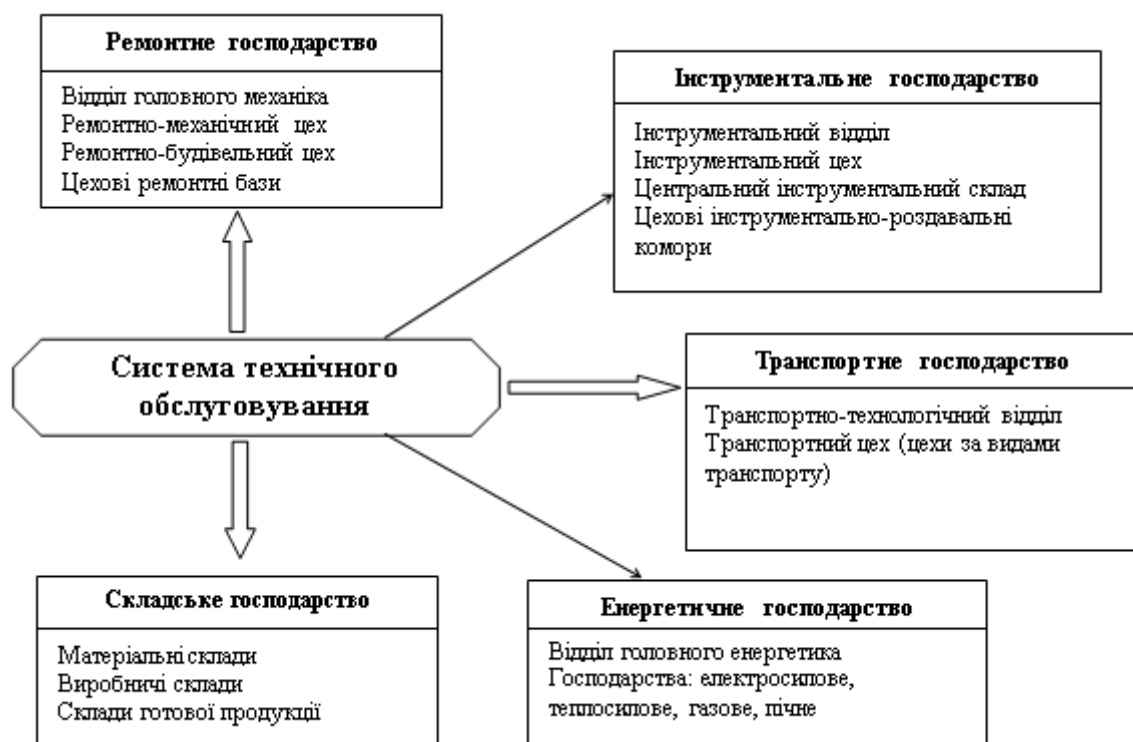 Ремонтне господарство
Відділ головного механіка
Ремонтно-механічний цех
Ремонтно-будівельний цех
Цехові ремонтні бази
Інструментальне господарство
Інструментальний відділ
Інструментальний цех
Центральний інструментальний склад
Цехові інструментально-роздавальні
комори
Система технічного
обслуговування
Транспортне господарство
Транспортно-технологічний відділ
Транспортний цех (цехи за видами
транспорту)
Складське господарство
Матеріальні склади
Виробничі склади
Склади готової продукції
Енергетичне господарство
Відділ головного енергетика
Господарства: електросилове,
теплосилове, газове, пічне